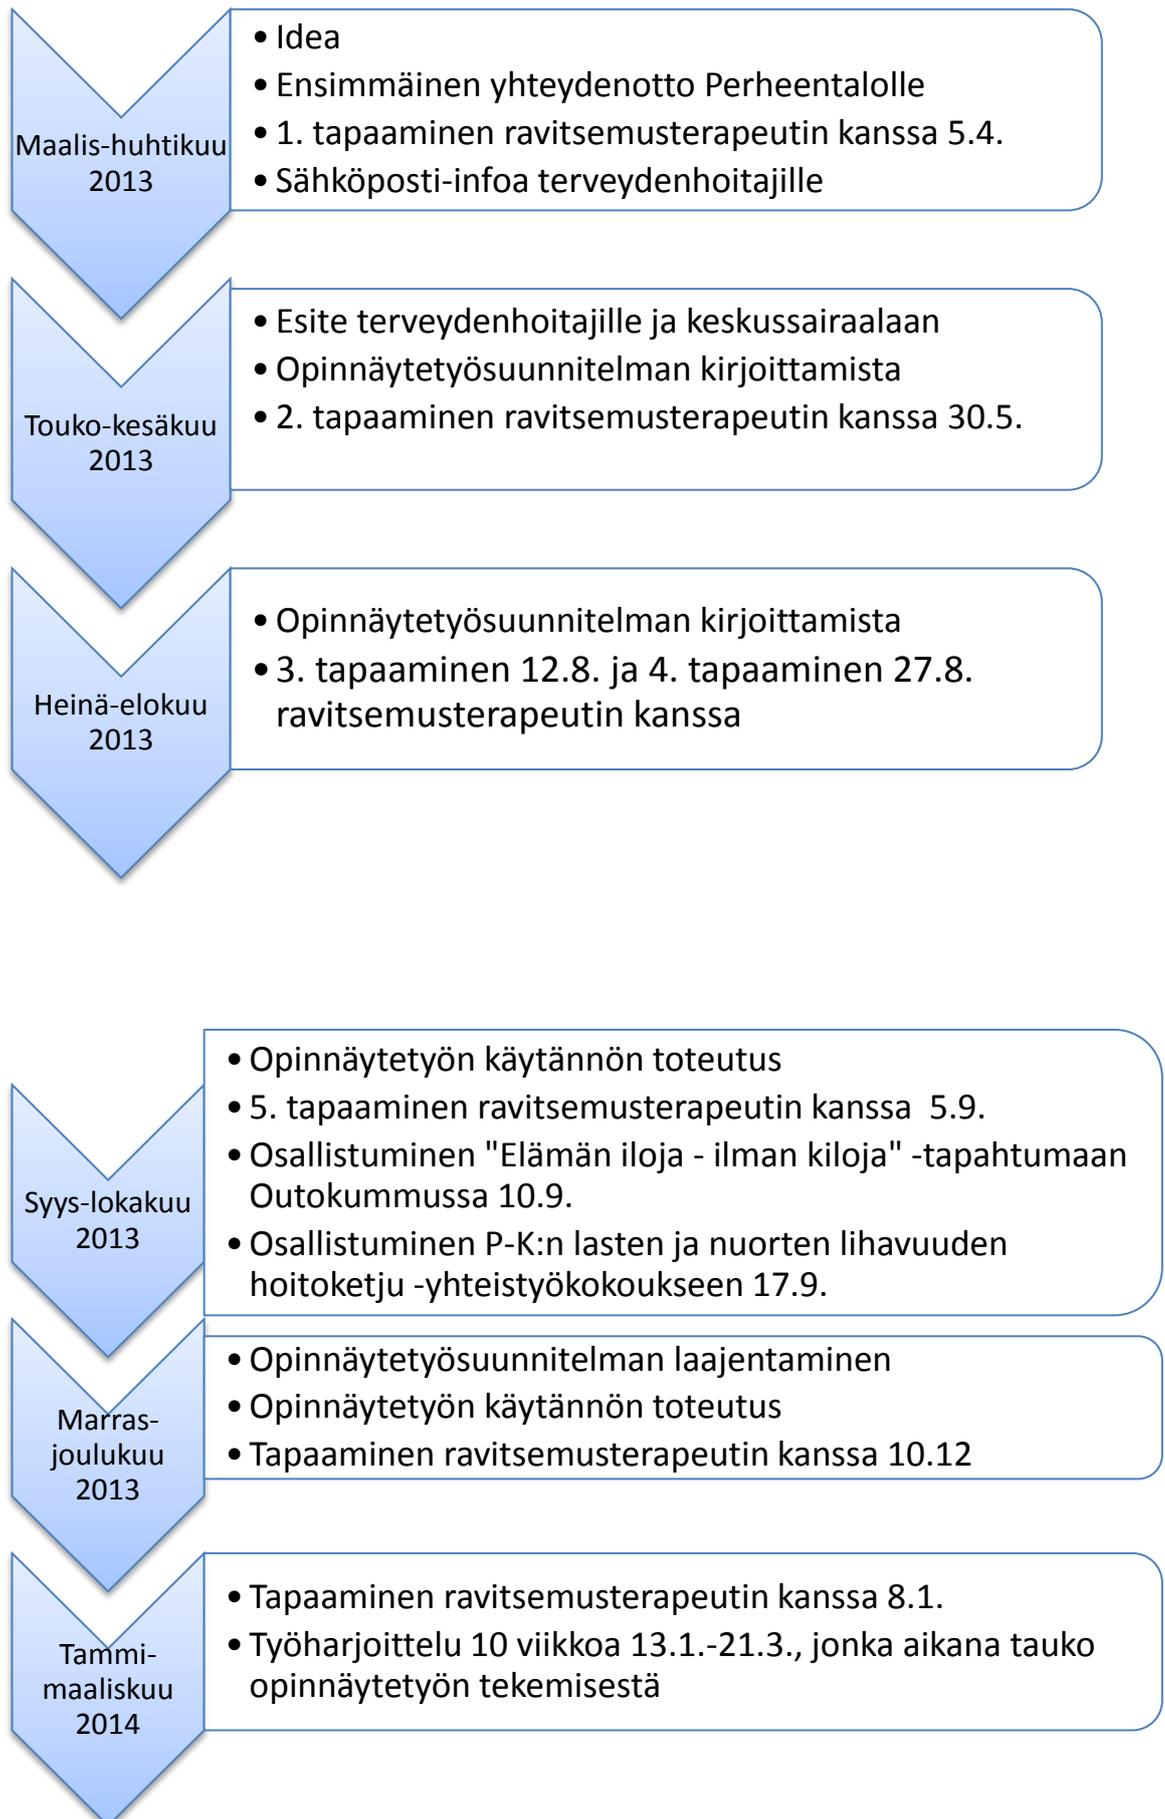 Maalis-huhtikuu
2013
• Idea
• Ensimmäinen yhteydenotto Perheentalolle
• 1. tapaaminen ravitsemusterapeutin kanssa 5.4.
• Sähköposti-infoa terveydenhoitajille
Touko-kesäkuu
2013
• Esite terveydenhoitajille ja keskussairaalaan
• Opinnäytetyösuunnitelman kirjoittamista
• 2. tapaaminen ravitsemusterapeutin kanssa 30.5.
Heinä-elokuu
2013
• Opinnäytetyösuunnitelman kirjoittamista
• 3. tapaaminen 12.8. ja 4. tapaaminen 27.8.
ravitsemusterapeutin kanssa
Syys-lokakuu
2013
• Opinnäytetyön käytännön toteutus
• 5. tapaaminen ravitsemusterapeutin kanssa 5.9.
• Osallistuminen "Elämän iloja - ilman kiloja" -tapahtumaan
Outokummussa 10.9.
• Osallistuminen P-K:n lasten ja nuorten lihavuuden
hoitoketju -yhteistyökokoukseen 17.9.
Marras-
joulukuu
2013
• Opinnäytetyösuunnitelman laajentaminen
• Opinnäytetyön käytännön toteutus
• Tapaaminen ravitsemusterapeutin kanssa 10.12
Tammi-
maaliskuu
2014
• Tapaaminen ravitsemusterapeutin kanssa 8.1.
• Työharjoittelu 10 viikkoa 13.1.-21.3., jonka aikana tauko
opinnäytetyön tekemisestä